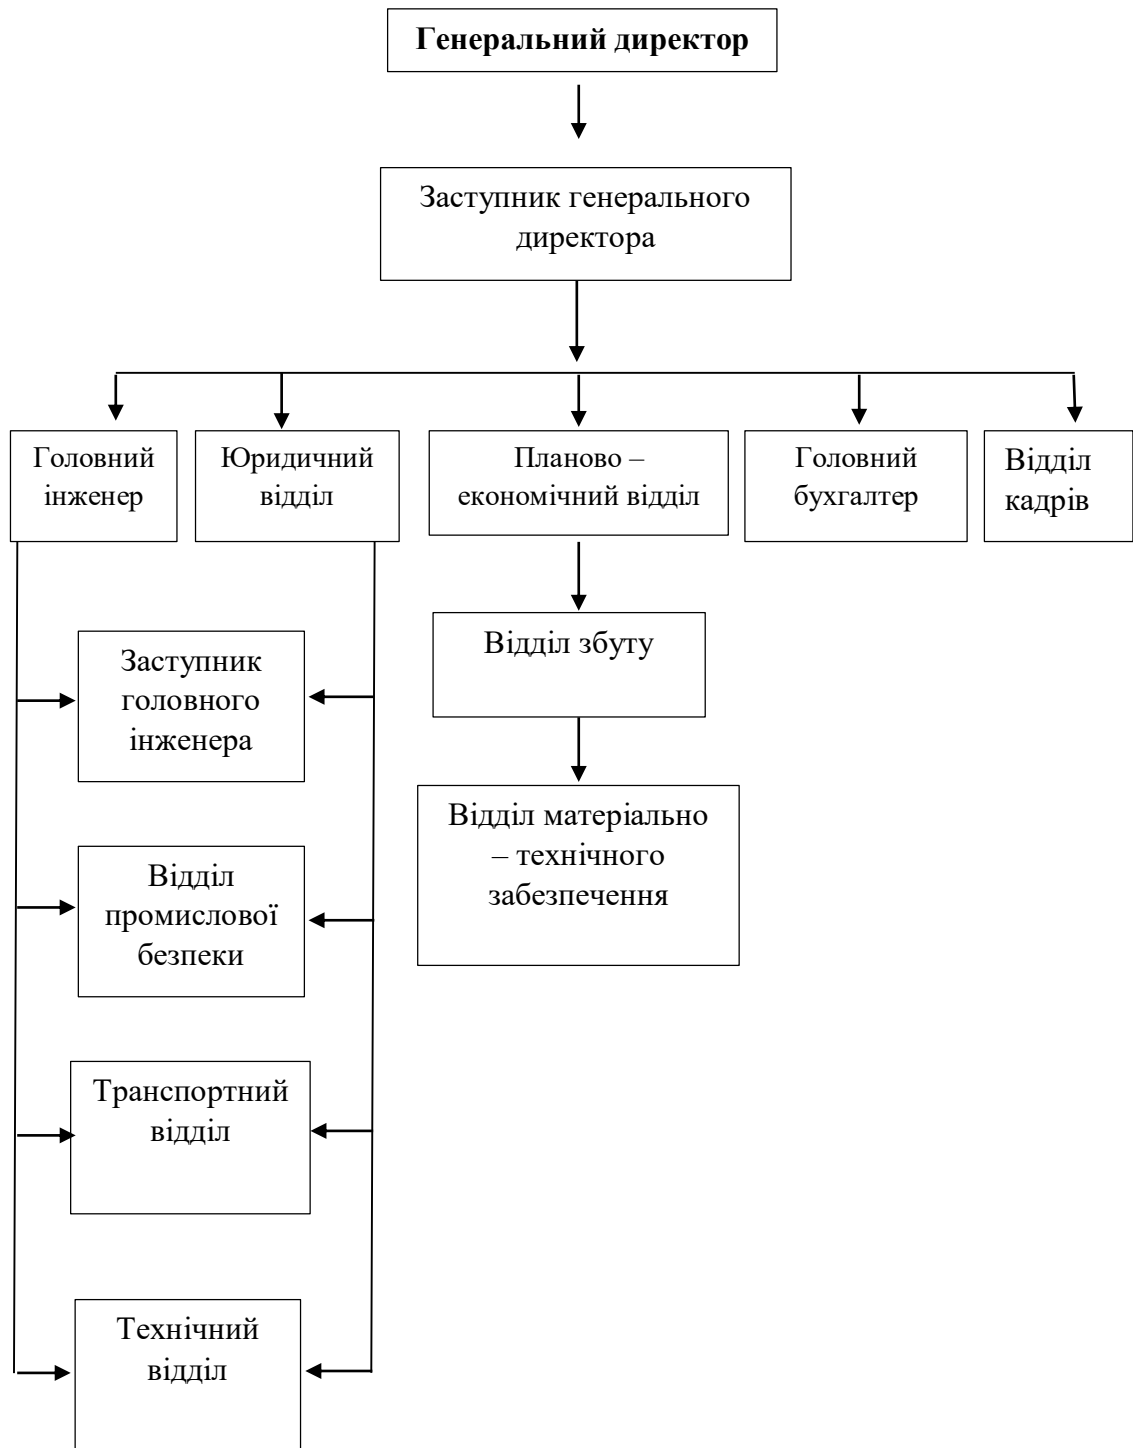 Генеральний директор
Заступник генерального
директора
Головний
інженер
Юридичний
відділ
Планово –
економічний відділ
Головний
бухгалтер
Відділ
кадрів
Заступник
головного
інженера
Відділ збуту
Відділ матеріально
– технічного
забезпечення
Відділ
промислової
безпеки
Транспортний
відділ
Технічний
відділ